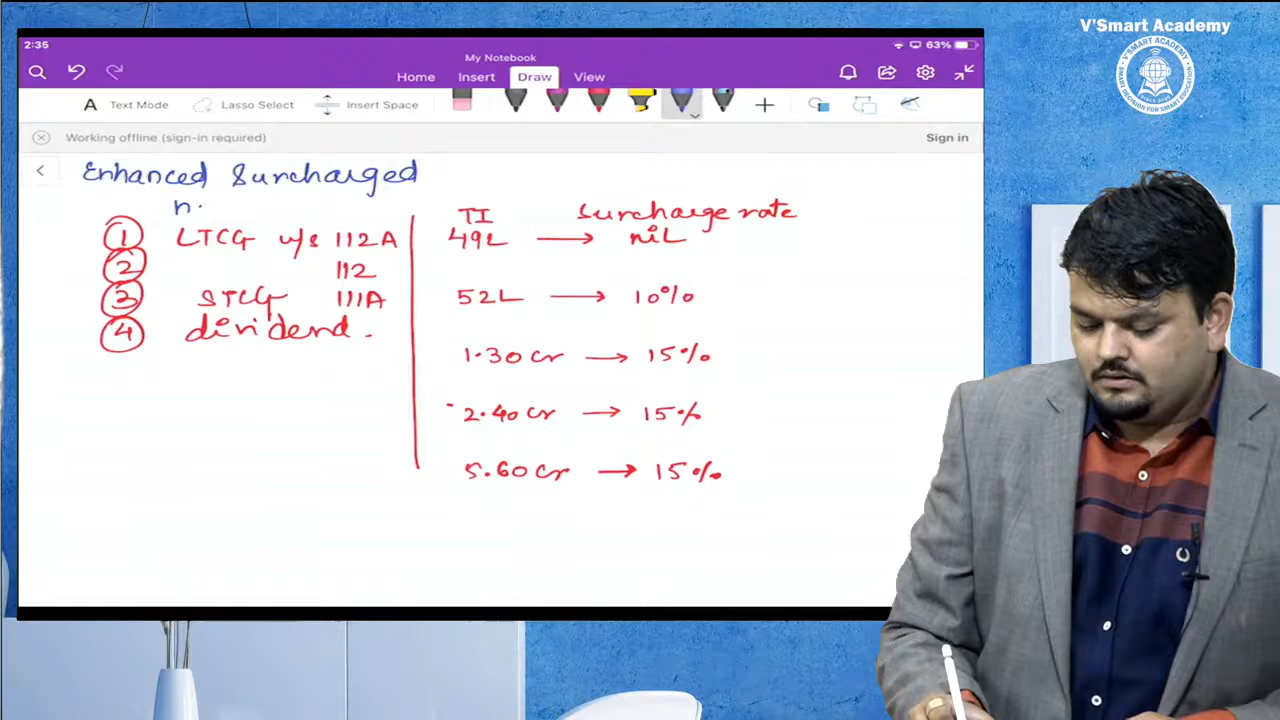 V'Smart Academy
V'SMART ACADEMY
2:35
63%
My Notebook
Home Insert Draw View
A Text Mode Lasso Select Insert Space
Working offline (sign-in required) Sign in
Enhanced Surcharged
n.
TI Surcharge rate
1 LTCG u/s 112A 49L → nil
2 112
3 STCG 111A 52L → 10%
4 dividend.
1.30 cr → 15%
2.40 cr → 15%
5.60 cr → 15%